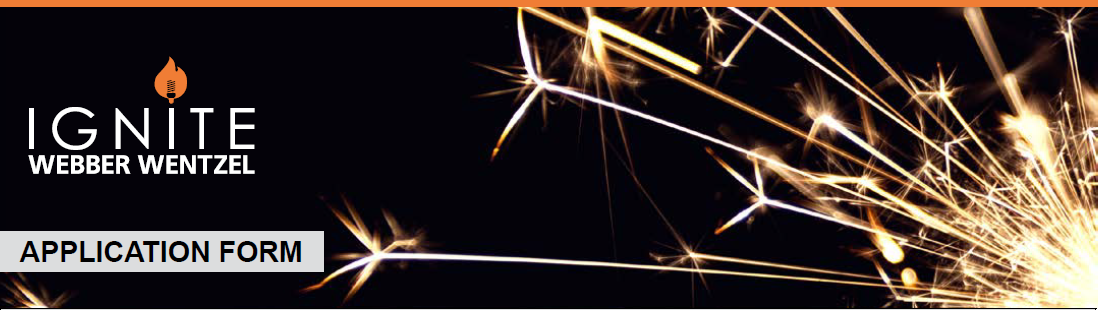 IGNITE
WEBBER WENTZEL
APPLICATION FORM